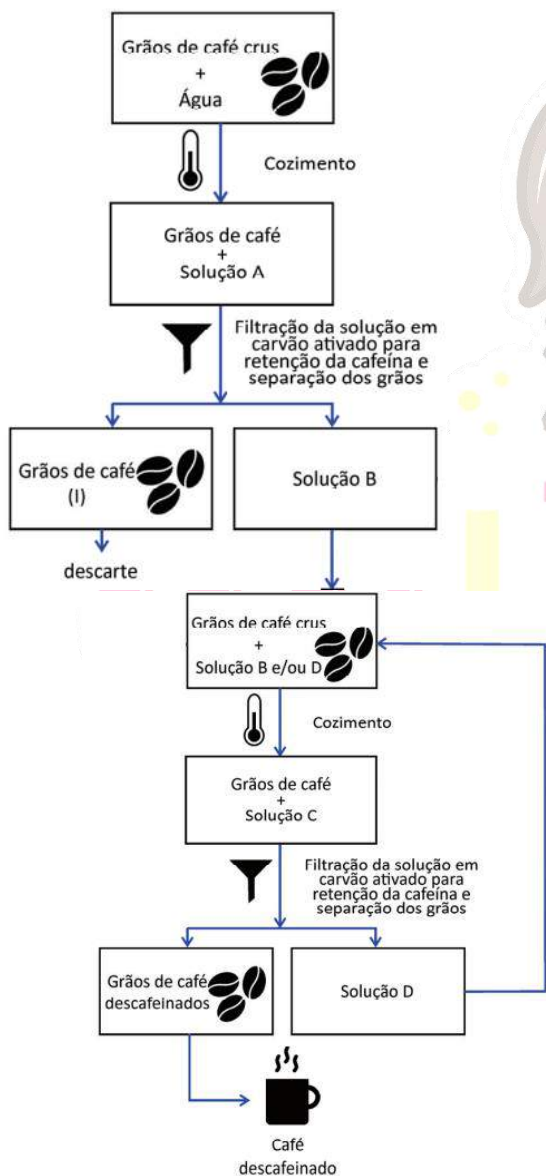 Grãos de café crus
+
Água
Cozimento
Grãos de café
+
Solução A
Filtração da solução em
carvão ativado para
retenção da cafeína e
separação dos grãos
Grãos de café
(I)
Solução B
descarte
Grãos de café crus
+
Solução B e/ou D
Cozimento
Grãos de café
+
Solução C
Filtração da solução em
carvão ativado para
retenção da cafeína e
separação dos grãos
Grãos de café
descafeinados
Solução D
Café
descafeinado